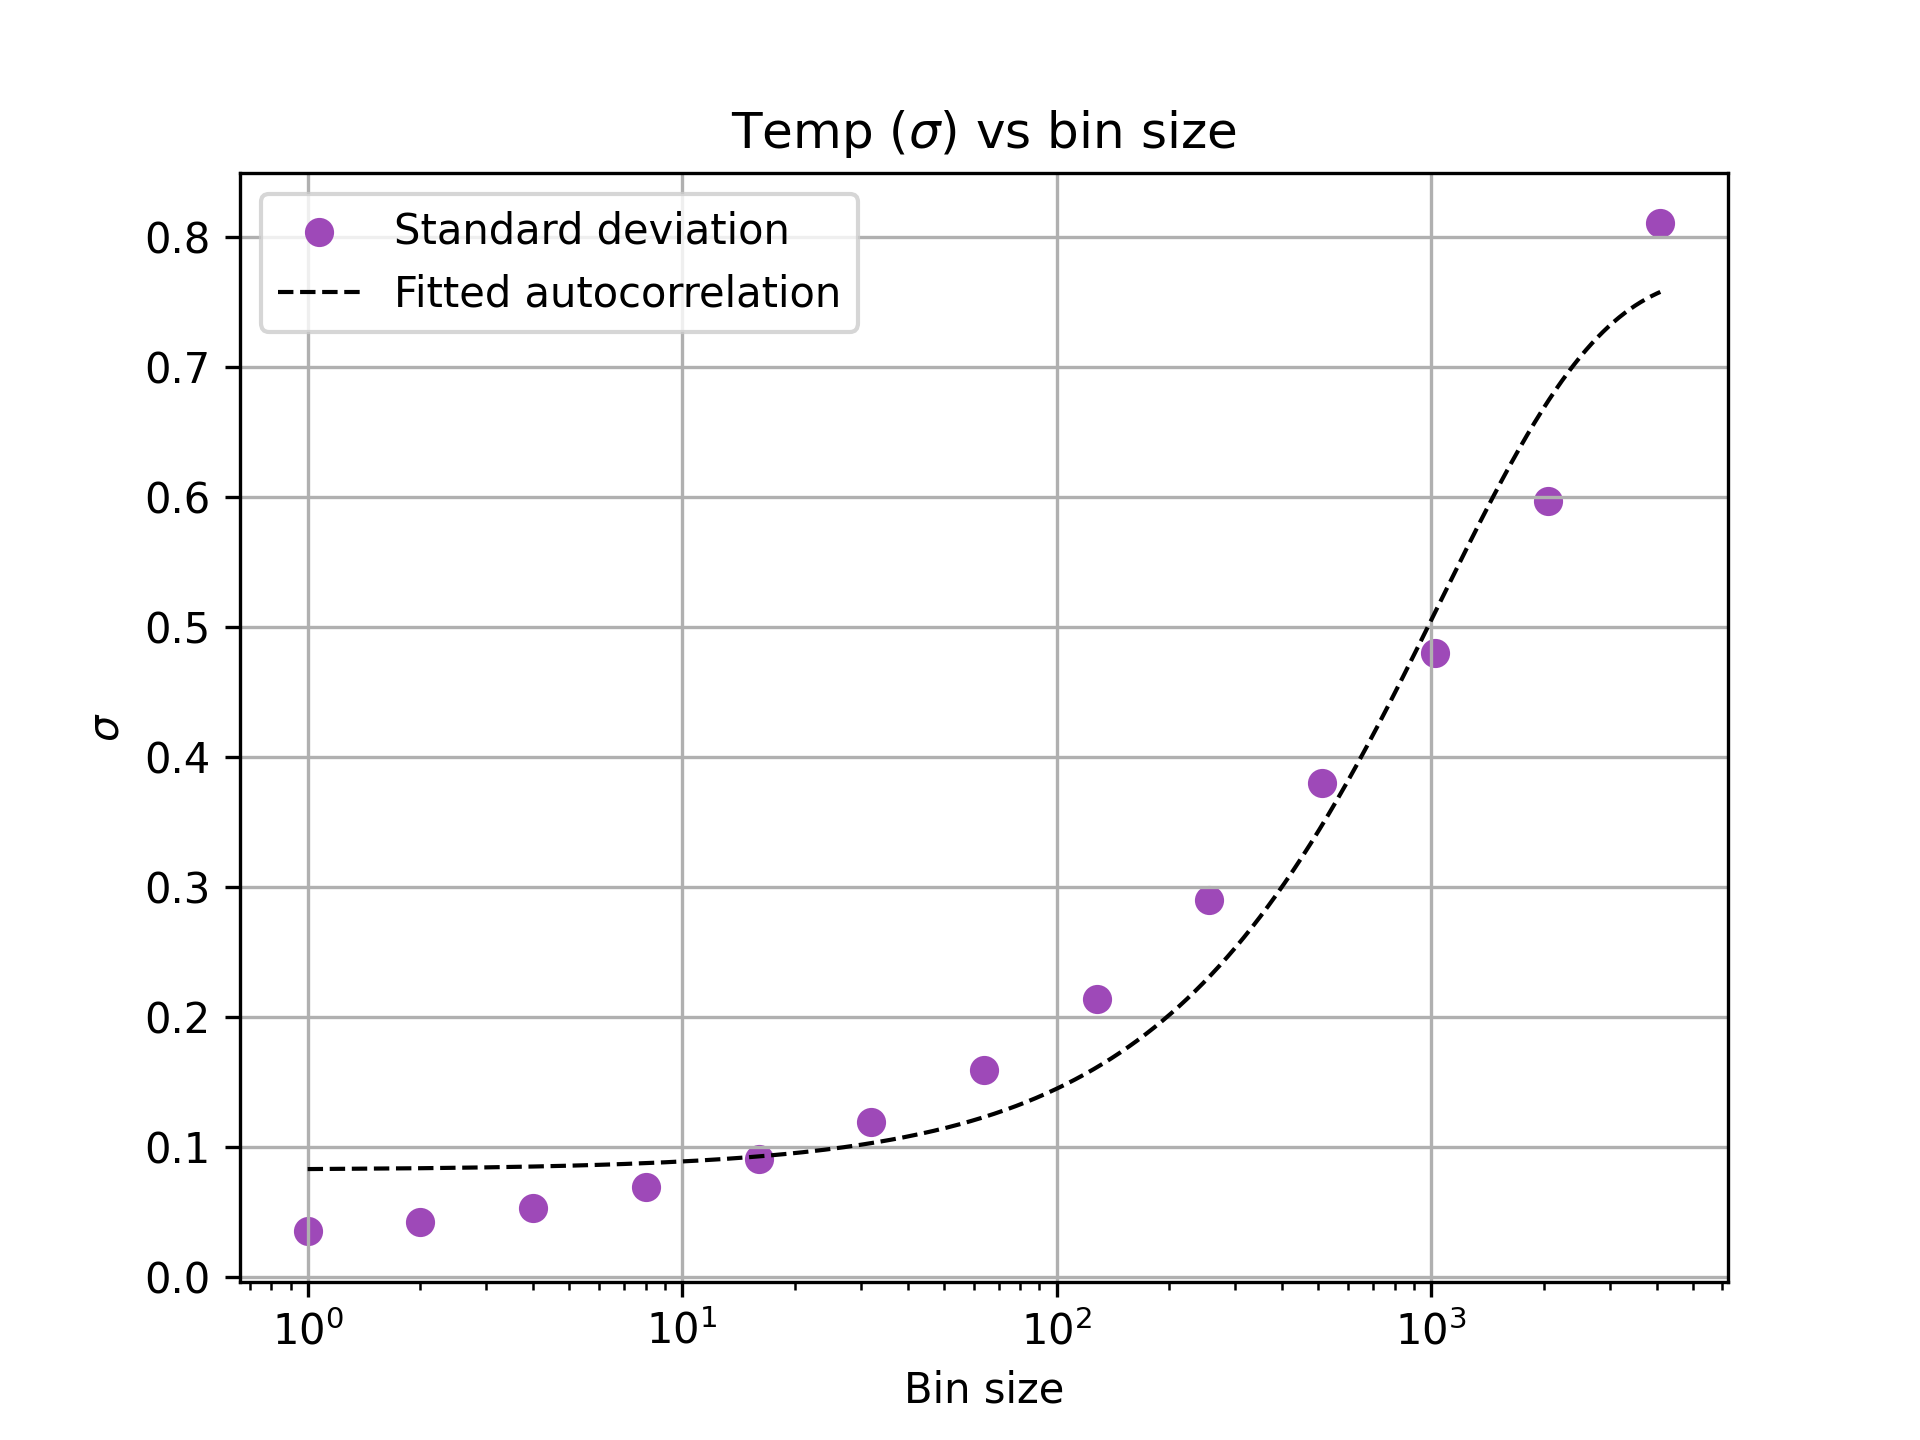 Temp (σ) vs bin size
Standard deviation
Fitted autocorrelation
0.8
0.7
0.6
0.5
0.4
0.3
0.2
0.1
0.0
σ
10⁰ 10¹ 10² 10³
Bin size